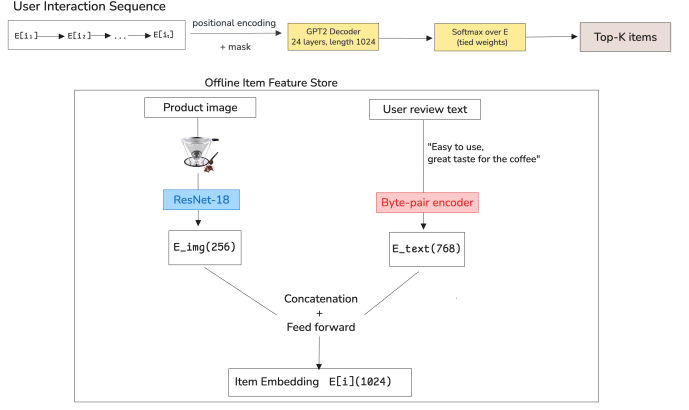 User Interaction Sequence
E[i₁] E[i₂] ... E[iₜ]
positional encoding
+ mask
GPT2 Decoder
24 layers, length 1024
Softmax over E
(tied weights)
Top-K items
Offline Item Feature Store
Product image
User review text
"Easy to use,
great taste for the coffee"
ResNet-18
Byte-pair encoder
E_img(256)
E_text(768)
Concatenation
+
Feed forward
Item Embedding E[i](1024)